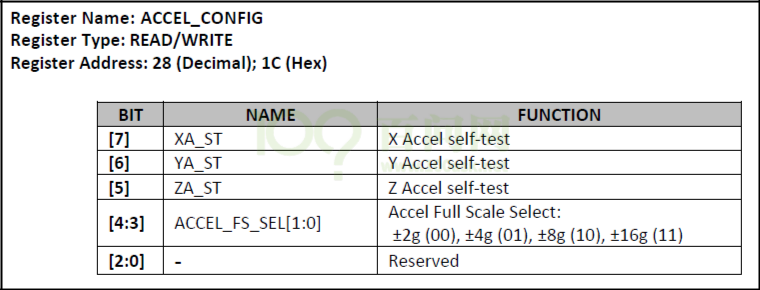 Register Name: ACCEL_CONFIG
Register Type: READ/WRITE
Register Address: 28 (Decimal); 1C (Hex)
BIT NAME FUNCTION
[7] XA_ST X Accel self-test
[6] YA_ST Y Accel self-test
[5] ZA_ST Z Accel self-test
[4:3] ACCEL_FS_SEL[1:0] Accel Full Scale Select:
±2g (00), ±4g (01), ±8g (10), ±16g (11)
[2:0] - Reserved